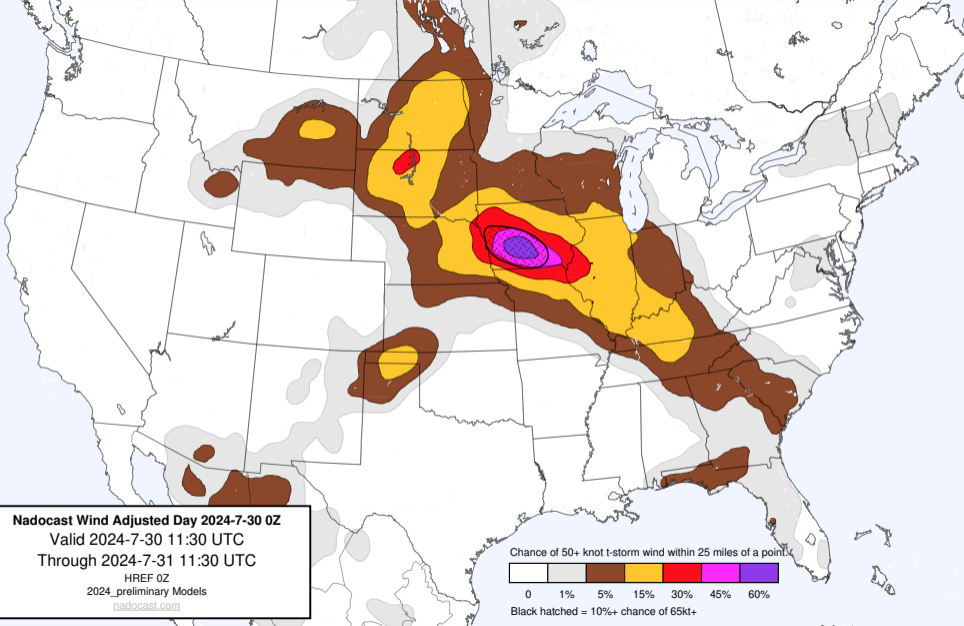 Nadocast Wind Adjusted Day 2024-7-30 0Z
Valid 2024-7-30 11:30 UTC
Through 2024-7-31 11:30 UTC
HREF 0Z
2024_preliminary Models
nadocast.com
Chance of 50+ knot t-storm wind within 25 miles of a point.
0 1% 5% 15% 30% 45% 60%
Black hatched = 10%+ chance of 65kt+